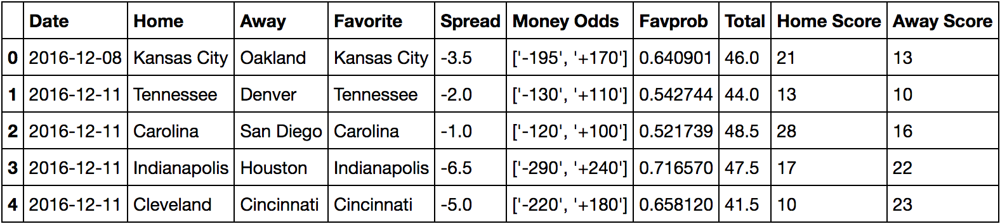 Date Home Away Favorite Spread Money Odds Favprob Total Home Score Away Score
0 2016-12-08 Kansas City Oakland Kansas City -3.5 ['-195', '+170'] 0.640901 46.0 21 13
1 2016-12-11 Tennessee Denver Tennessee -2.0 ['-130', '+110'] 0.542744 44.0 13 10
2 2016-12-11 Carolina San Diego Carolina -1.0 ['-120', '+100'] 0.521739 48.5 28 16
3 2016-12-11 Indianapolis Houston Indianapolis -6.5 ['-290', '+240'] 0.716570 47.5 17 22
4 2016-12-11 Cleveland Cincinnati Cincinnati -5.0 ['-220', '+180'] 0.658120 41.5 10 23